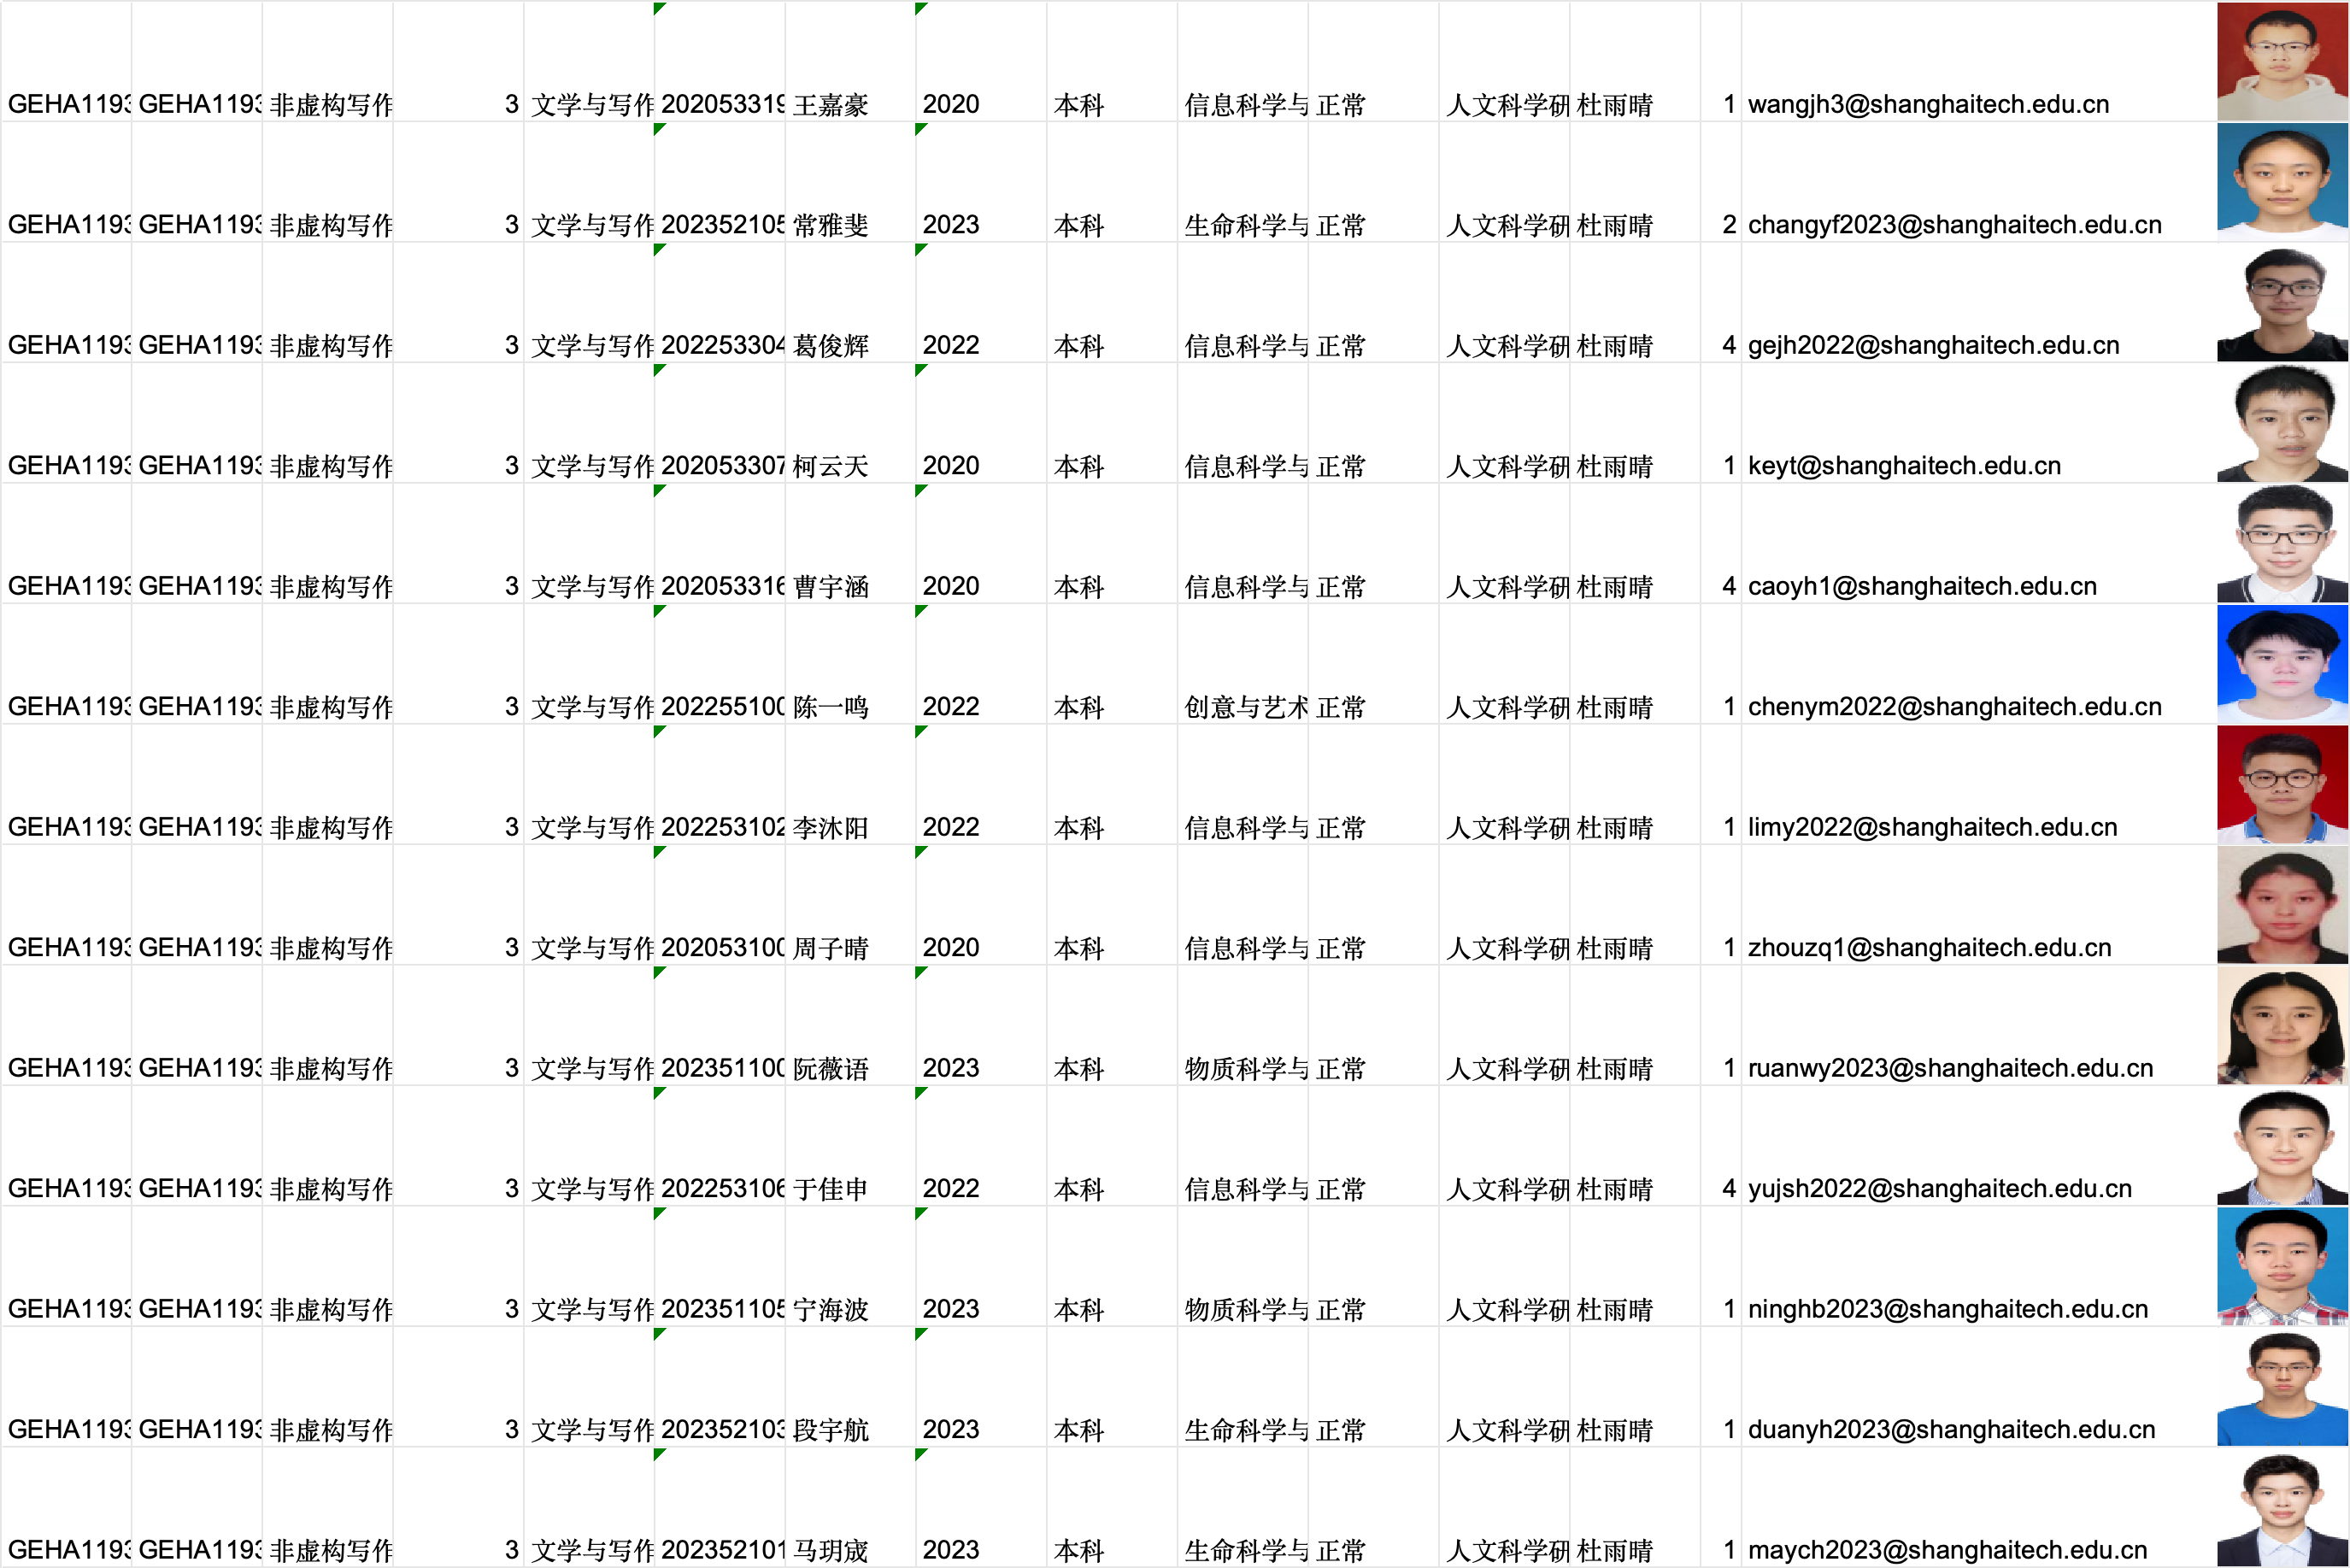 GEHA1193 GEHA1193 非虚构写作 3 文学与写作 202053319 王嘉豪 2020 本科 信息科学与 正常 人文科学研 杜雨晴 1 wangjh3@shanghaitech.edu.cn
GEHA1193 GEHA1193 非虚构写作 3 文学与写作 202352105 常雅斐 2023 本科 生命科学与 正常 人文科学研 杜雨晴 2 changyf2023@shanghaitech.edu.cn
GEHA1193 GEHA1193 非虚构写作 3 文学与写作 202253304 葛俊辉 2022 本科 信息科学与 正常 人文科学研 杜雨晴 4 gejh2022@shanghaitech.edu.cn
GEHA1193 GEHA1193 非虚构写作 3 文学与写作 202053307 柯云天 2020 本科 信息科学与 正常 人文科学研 杜雨晴 1 keyt@shanghaitech.edu.cn
GEHA1193 GEHA1193 非虚构写作 3 文学与写作 202053316 曹宇涵 2020 本科 信息科学与 正常 人文科学研 杜雨晴 4 caoyh1@shanghaitech.edu.cn
GEHA1193 GEHA1193 非虚构写作 3 文学与写作 202255100 陈一鸣 2022 本科 创意与艺术 正常 人文科学研 杜雨晴 1 chenym2022@shanghaitech.edu.cn
GEHA1193 GEHA1193 非虚构写作 3 文学与写作 202253102 李沐阳 2022 本科 信息科学与 正常 人文科学研 杜雨晴 1 limy2022@shanghaitech.edu.cn
GEHA1193 GEHA1193 非虚构写作 3 文学与写作 202053100 周子晴 2020 本科 信息科学与 正常 人文科学研 杜雨晴 1 zhouzq1@shanghaitech.edu.cn
GEHA1193 GEHA1193 非虚构写作 3 文学与写作 202351100 阮薇语 2023 本科 物质科学与 正常 人文科学研 杜雨晴 1 ruanwy2023@shanghaitech.edu.cn
GEHA1193 GEHA1193 非虚构写作 3 文学与写作 202253106 于佳申 2022 本科 信息科学与 正常 人文科学研 杜雨晴 4 yujsh2022@shanghaitech.edu.cn
GEHA1193 GEHA1193 非虚构写作 3 文学与写作 202351105 宁海波 2023 本科 物质科学与 正常 人文科学研 杜雨晴 1 ninghb2023@shanghaitech.edu.cn
GEHA1193 GEHA1193 非虚构写作 3 文学与写作 202352103 段宇航 2023 本科 生命科学与 正常 人文科学研 杜雨晴 1 duanyh2023@shanghaitech.edu.cn
GEHA1193 GEHA1193 非虚构写作 3 文学与写作 202352101 马玥宬 2023 本科 生命科学与 正常 人文科学研 杜雨晴 1 maych2023@shanghaitech.edu.cn